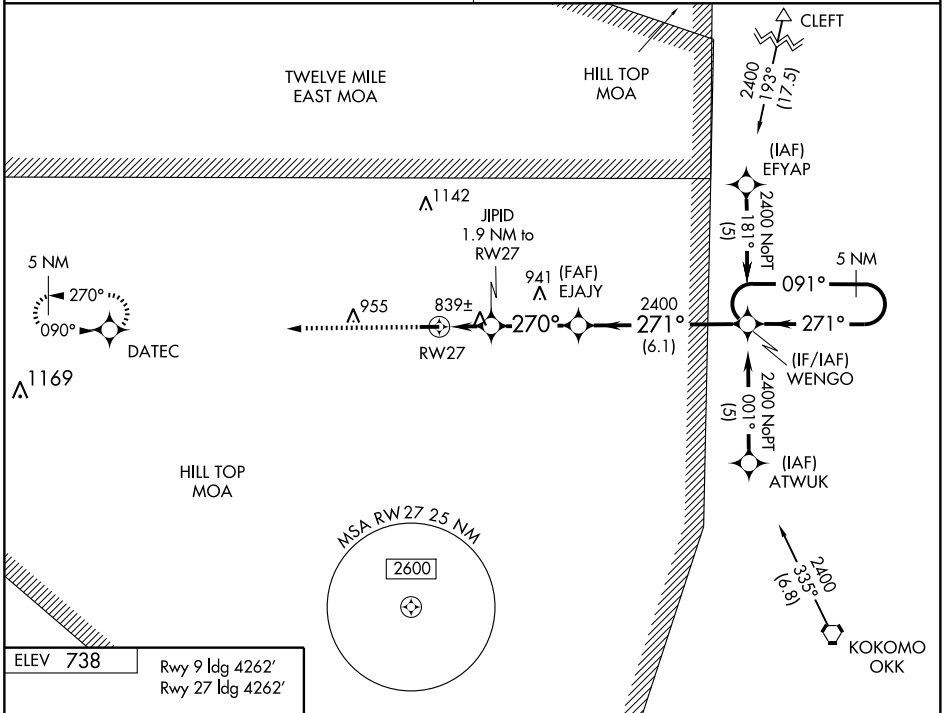 CLEFT
TWELVE MILE
EAST MOA
HILL TOP
MOA
2400
193°
(17.5)
(IAF)
EFYAP
2400 NoPT
181°
(5)
1142
JIPID
1.9 NM to
RW27
5 NM
270°
090°
DATEC
955
839±
RW27
941
(FAF)
EJAJY
270°
2400
271°
(6.1)
091°
5 NM
271°
(IF/IAF)
WENGO
1169
2400 NoPT
001°
(5)
(IAF)
ATWUK
HILL TOP
MOA
MSA RW27 25 NM
2600
2400
335°
(6.8)
KOKOMO
OKK
ELEV 738
Rwy 9 ldg 4262'
Rwy 27 ldg 4262'